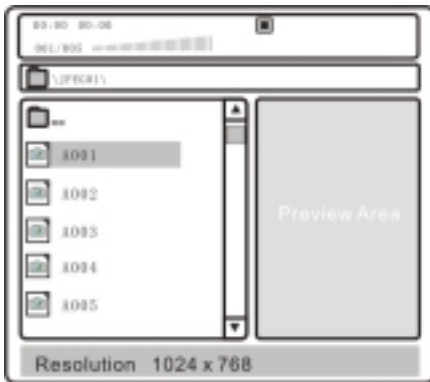 00:00 00:00
001/005
\JPEG01\
..
A001
A002
A003
A004
A005
Preview Area
Resolution 1024 x 768